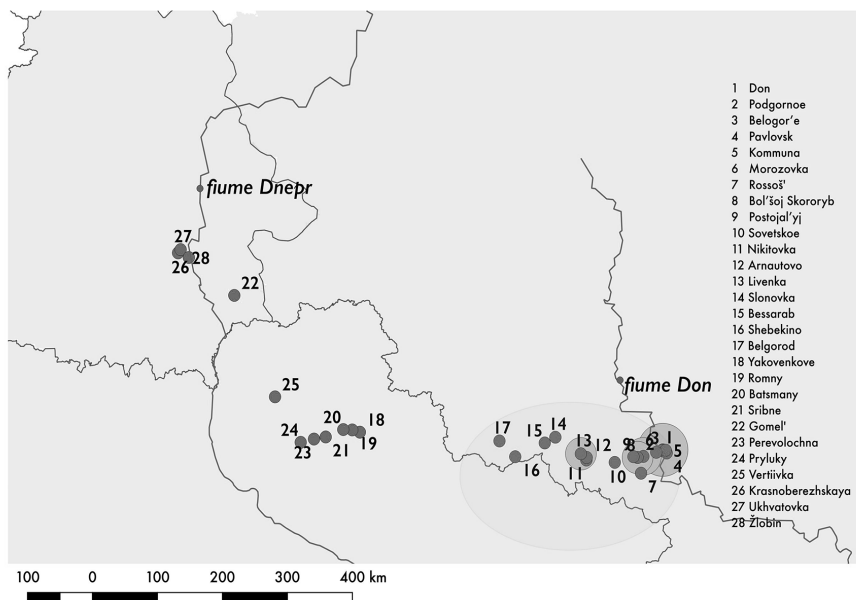 1 Don
2 Podgornoe
3 Belogor'e
4 Pavlovsk
5 Kommuna
6 Morozovka
7 Rossoš'
8 Bol'šoj Skororyb
9 Postojal'yj
10 Sovetskoe
11 Nikitovka
12 Arnautovo
13 Livenka
14 Slonovka
15 Bessarab
16 Shebekino
17 Belgorod
18 Yakovenkove
19 Romny
20 Batsmany
21 Sribne
22 Gomel'
23 Perevolochna
24 Pryluky
25 Vertiivka
26 Krasnoberezhskaya
27 Ukhvatovka
28 Žlobin
fiume Dnepr
27
26 28
22
25
fiume Don
20 18
24 21 19
23
17 15 14 13 12 9 8 6 3 2 1
16 11 10 5
4
7
100 0 100 200 300 400 km